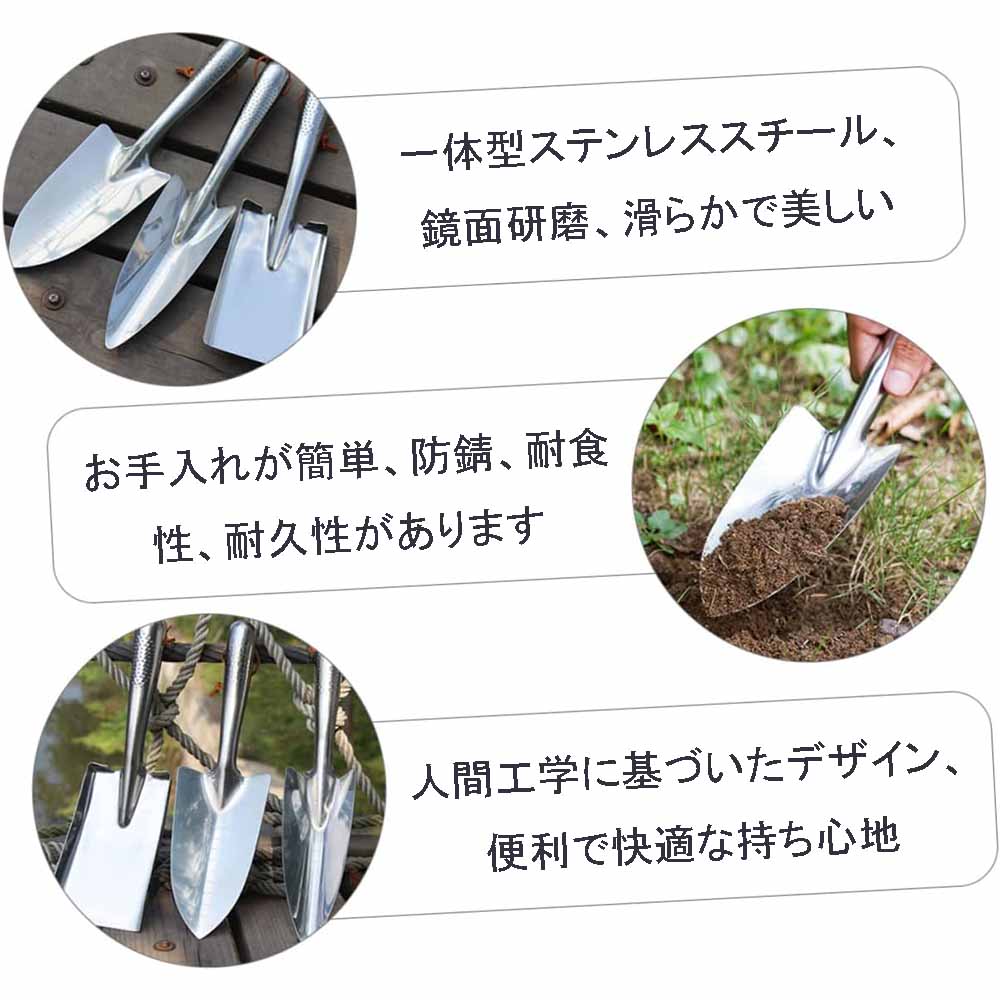 一体型ステンレススチール、
鏡面研磨、滑らかで美しい
お手入れが簡単、防錆、耐食
性、耐久性があります
人間工学に基づいたデザイン、
便利で快適な持ち心地